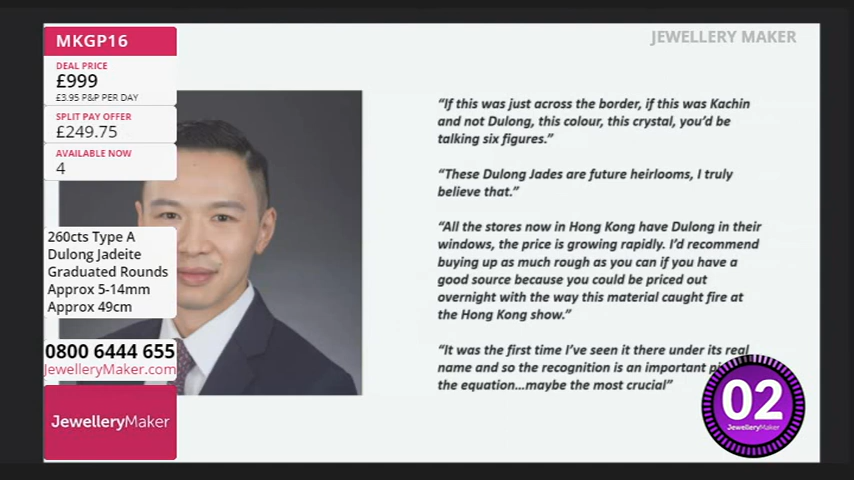 MKGP16
DEAL PRICE
£999
£3.95 P&P PER DAY
SPLIT PAY OFFER
£249.75
AVAILABLE NOW
4
260cts Type A
Dulong Jadeite
Graduated Rounds
Approx 5-14mm
Approx 49cm
0800 6444 655
JewelleryMaker.com
JewelleryMaker
JEWELLERY MAKER
“If this was just across the border, if this was Kachin
and not Dulong, this colour, this crystal, you’d be
talking six figures.”
“These Dulong Jades are future heirlooms, I truly
believe that.”
“All the stores now in Hong Kong have Dulong in their
windows, the price is growing rapidly. I’d recommend
buying up as much rough as you can if you have a
good source because you could be priced out
overnight with the way this material caught fire at
the Hong Kong show.”
“It was the first time I’ve seen it there under its real
name and so the recognition is an important
the equation…maybe the most crucial”
02
JewelleryMaker